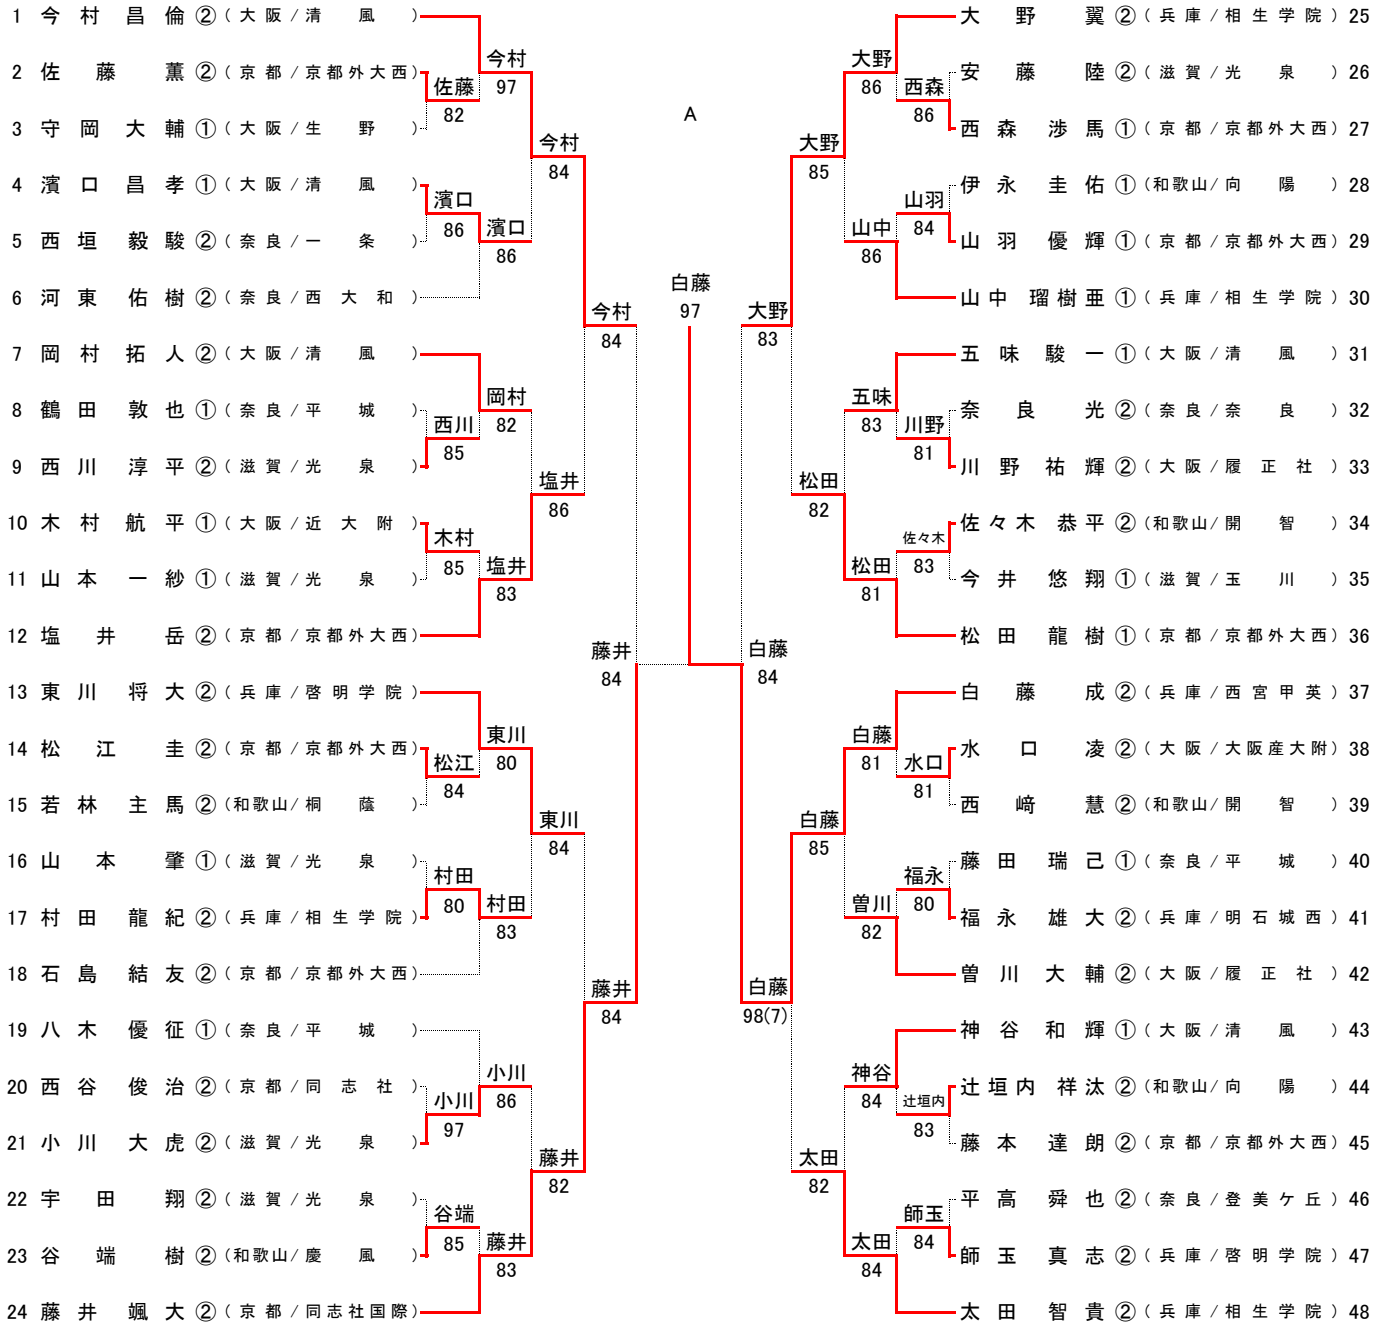 1 今村昌倫 ② (大阪/清風)
2 佐藤薫 ② (京都/京都外大西)
3 守岡大輔 ① (大阪/生野)
4 濱口昌孝 ① (大阪/清風)
5 西垣毅駿 ② (奈良/一条)
6 河東佑樹 ② (奈良/西大和)
7 岡村拓人 ② (大阪/清風)
8 鶴田敦也 ① (奈良/平城)
9 西川淳平 ② (滋賀/光泉)
10 木村航平 ① (大阪/近大附)
11 山本一紗 ① (滋賀/光泉)
12 塩井岳 ② (京都/京都外大西)
13 東川将大 ② (兵庫/啓明学院)
14 松江圭 ② (京都/京都外大西)
15 若林主馬 ② (和歌山/桐蔭)
16 山本肇 ① (滋賀/光泉)
17 村田龍紀 ② (兵庫/相生学院)
18 石島結友 ② (京都/京都外大西)
19 八木優征 ① (奈良/平城)
20 西谷俊治 ② (京都/同志社)
21 小川大虎 ② (滋賀/光泉)
22 宇田翔 ② (滋賀/光泉)
23 谷端樹 ② (和歌山/慶風)
24 藤井颯大 ② (京都/同志社国際)
佐藤
82
濱口
86
西川
85
木村
85
松江
84
村田
80
小川
97
谷端
85
今村
97
濱口
86
岡村
82
塩井
83
東川
80
村田
83
小川
86
藤井
83
今村
84
塩井
86
東川
84
藤井
82
今村
84
藤井
84
藤井
84
A
白藤
97
白藤
84
大野
83
白藤
98(7)
大野
85
松田
82
白藤
85
太田
82
大野
86
山中
86
五味
83
松田
81
白藤
81
曽川
82
神谷
84
太田
84
西森
86
山羽
84
川野
81
佐々木
83
水口
81
福永
80
辻垣内
83
師玉
84
大野翼 ② (兵庫/相生学院) 25
安藤陸 ② (滋賀/光泉) 26
西森渉馬 ① (京都/京都外大西) 27
伊永圭佑 ① (和歌山/向陽) 28
山羽優輝 ① (京都/京都外大西) 29
山中瑠樹亜 ① (兵庫/相生学院) 30
五味駿一 ① (大阪/清風) 31
奈良光 ② (奈良/奈良) 32
川野祐輝 ② (大阪/履正社) 33
佐々木恭平 ② (和歌山/開智) 34
今井悠翔 ① (滋賀/玉川) 35
松田龍樹 ① (京都/京都外大西) 36
白藤成 ② (兵庫/西宮甲英) 37
水口凌 ② (大阪/大阪産大附) 38
西﨑慧 ② (和歌山/開智) 39
藤田瑞己 ① (奈良/平城) 40
福永雄大 ② (兵庫/明石城西) 41
曽川大輔 ② (大阪/履正社) 42
神谷和輝 ① (大阪/清風) 43
辻垣内祥汰 ② (和歌山/向陽) 44
藤本達朗 ② (京都/京都外大西) 45
平高舜也 ② (奈良/登美ケ丘) 46
師玉真志 ② (兵庫/啓明学院) 47
太田智貴 ② (兵庫/相生学院) 48